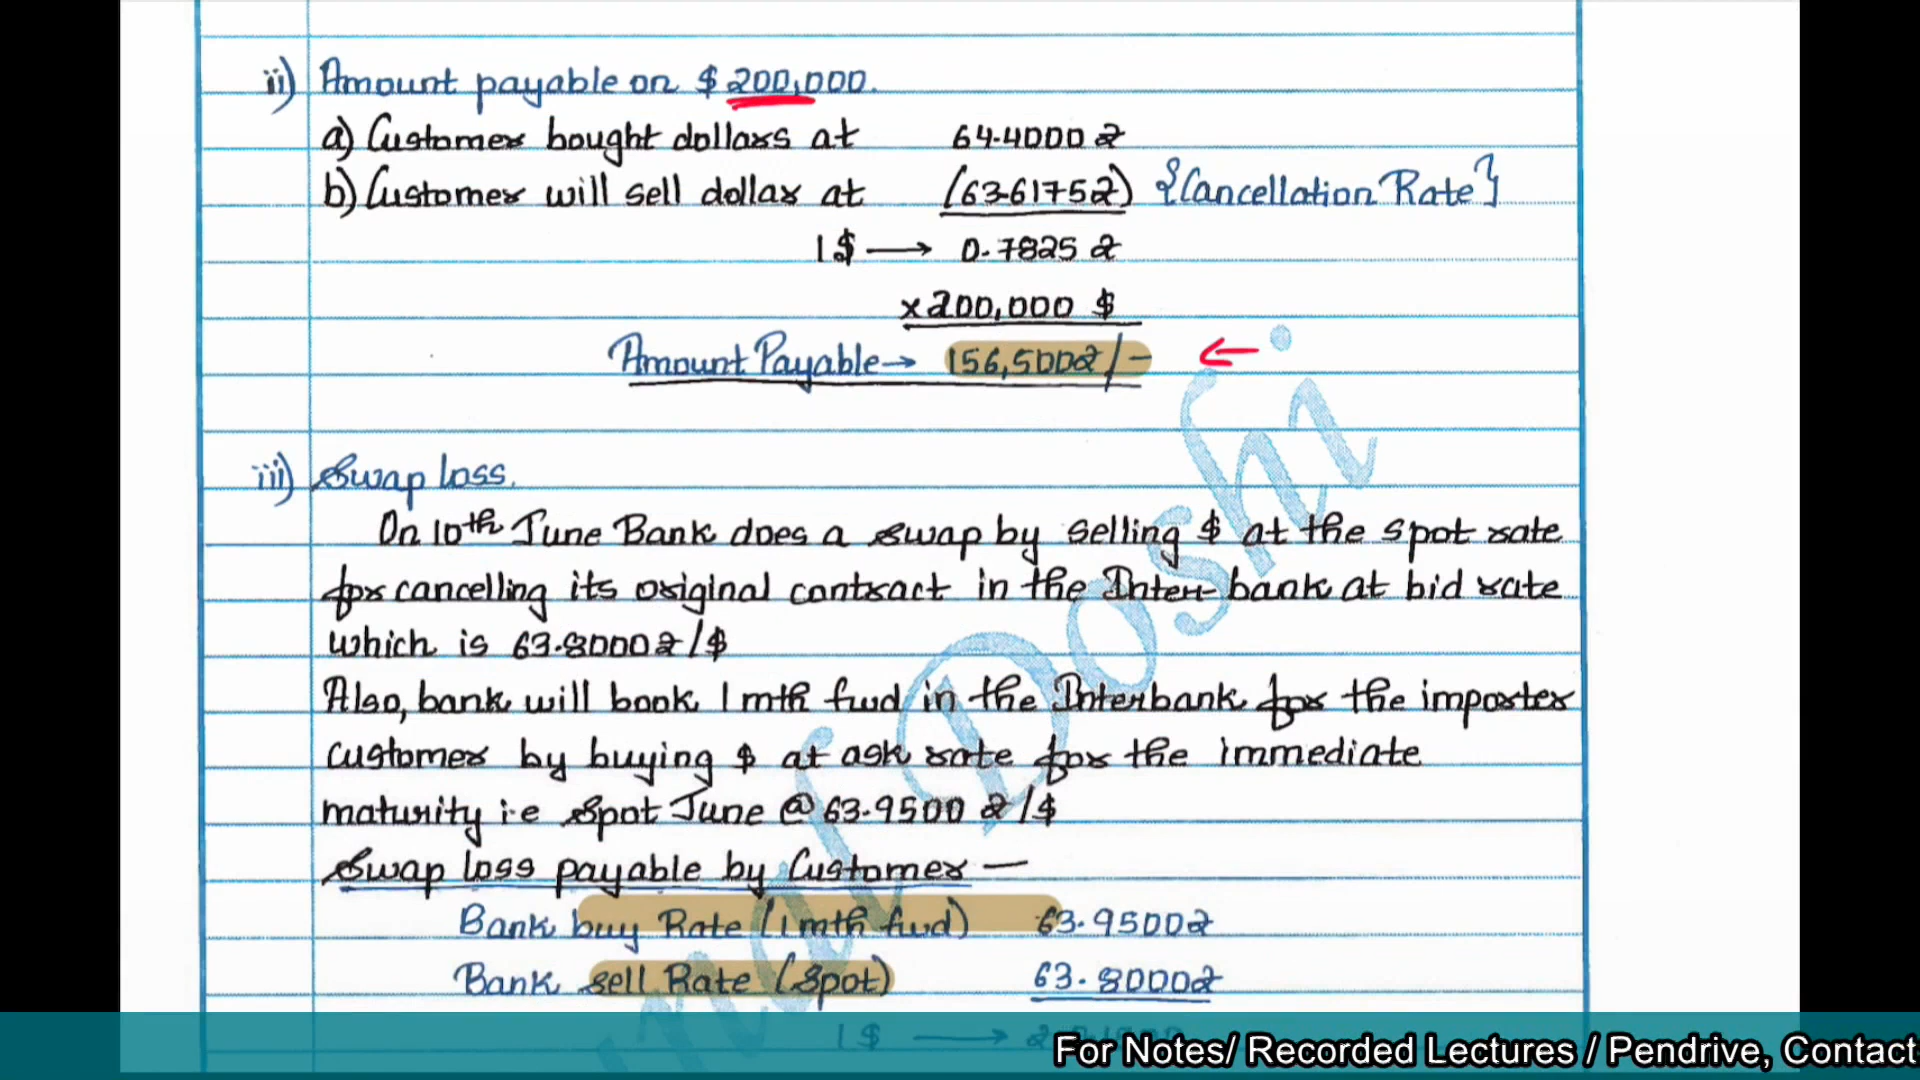 ii) Amount payable on $ 200,000.
a) Customer bought dollars at 64.4000 ₹
b) Customer will sell dollar at (63.6175₹) {Cancellation Rate}
1$ → 0.7825 ₹
x 200,000 $
Amount Payable → 156,500₹/-
iii) Swap loss.
On 10th June Bank does a swap by selling $ at the spot rate
for cancelling its original contract in the Inter-bank at bid rate
which is 63.8000₹/$
Also, bank will book 1 mth fwd in the Interbank for the importer
customer by buying $ at ask rate for the immediate
maturity i.e Spot June @ 63.9500 ₹/$
Swap loss payable by Customer —
Bank buy Rate (1 mth fwd) 63.9500₹
Bank sell Rate (Spot) 63.8000₹
1$ →
Doshi
For Notes/ Recorded Lectures / Pendrive, Contact